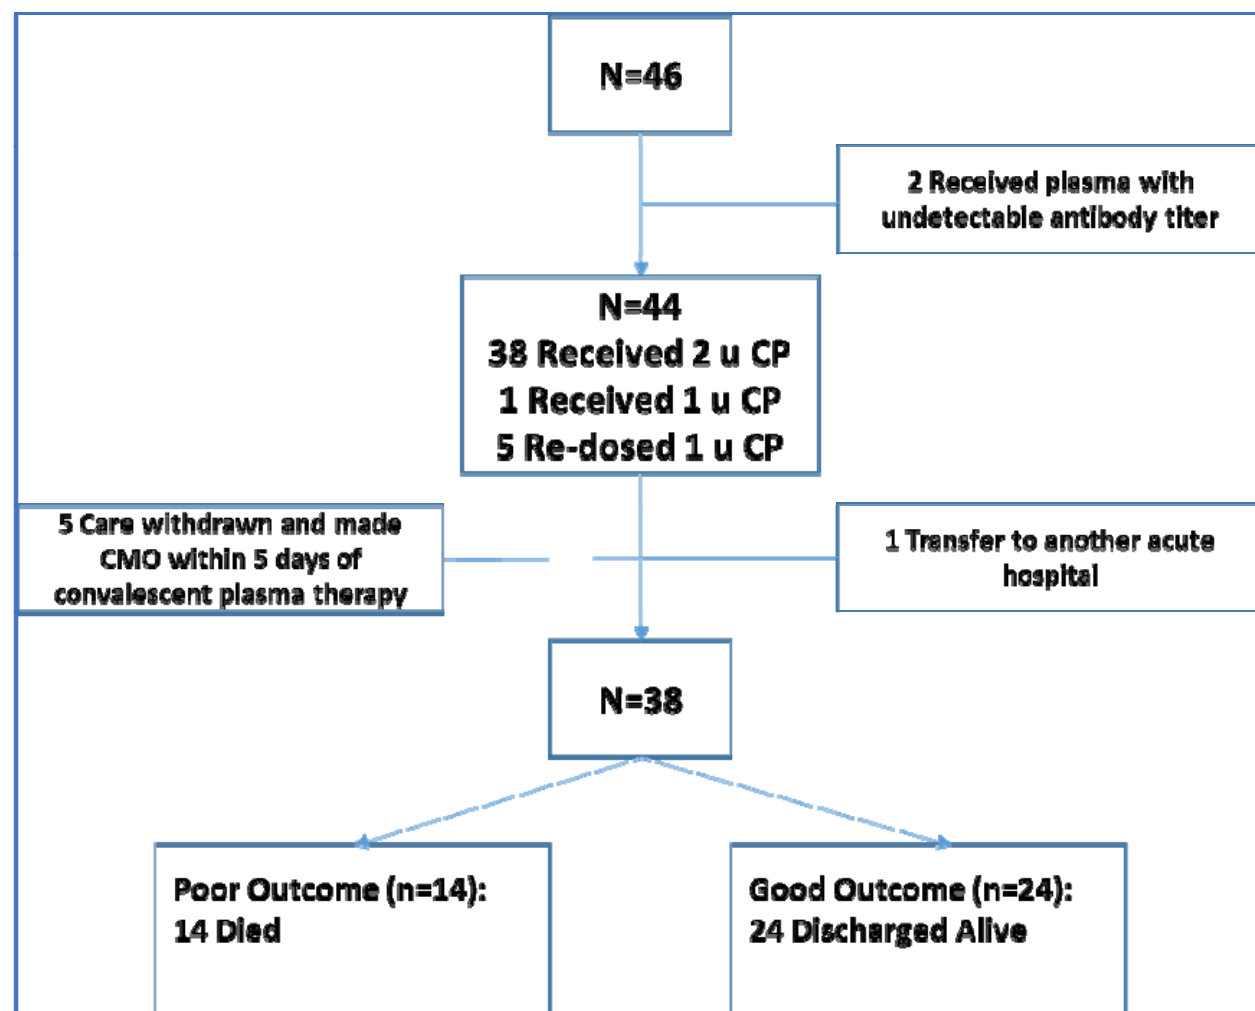 N=46
2 Received plasma with
undetectable antibody titer
N=44
38 Received 2 u CP
1 Received 1 u CP
5 Re-dosed 1 u CP
5 Care withdrawn and made
CMO within 5 days of
convalescent plasma therapy
1 Transfer to another acute
hospital
N=38
Poor Outcome (n=14):
14 Died
Good Outcome (n=24):
24 Discharged Alive